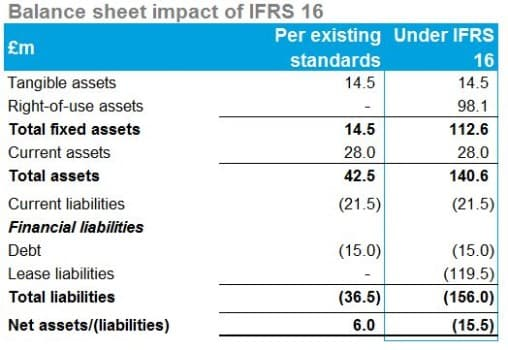 Balance sheet impact of IFRS 16
£m Per existing standards Under IFRS 16
Tangible assets 14.5 14.5
Right-of-use assets - 98.1
Total fixed assets 14.5 112.6
Current assets 28.0 28.0
Total assets 42.5 140.6
Current liabilities (21.5) (21.5)
Financial liabilities
Debt (15.0) (15.0)
Lease liabilities - (119.5)
Total liabilities (36.5) (156.0)
Net assets/(liabilities) 6.0 (15.5)